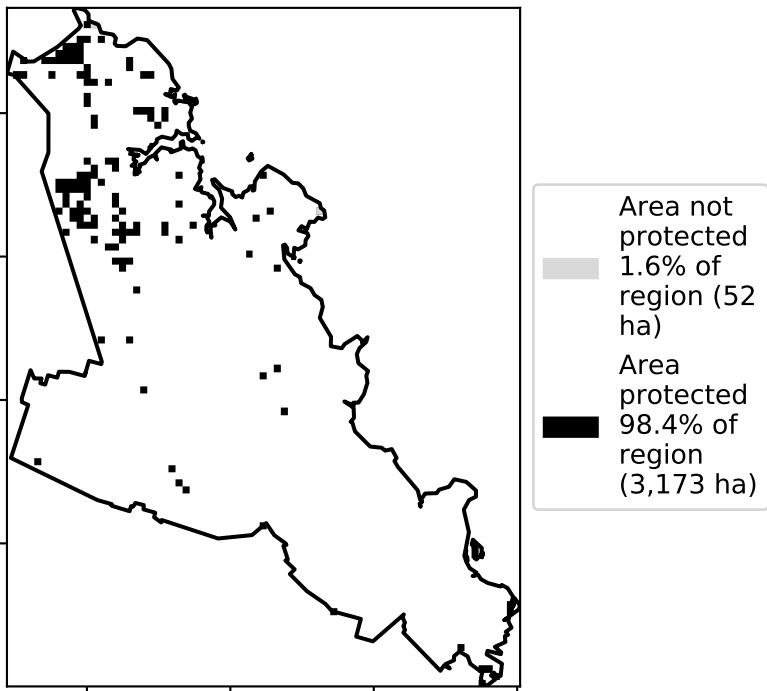 Area not
protected
1.6% of
region (52
ha)
Area
protected
98.4% of
region
(3,173 ha)